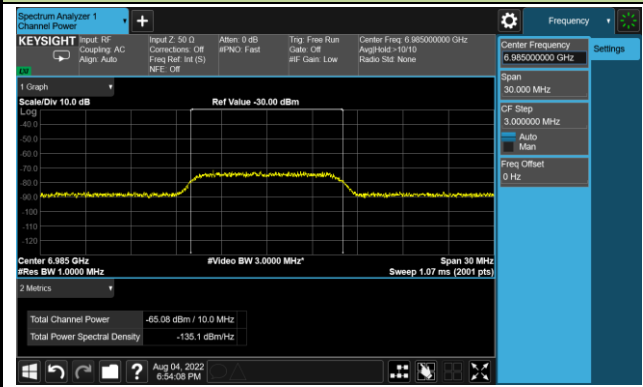 Spectrum Analyzer 1
Channel Power
Frequency
KEYSIGHT
Input: RF
Coupling: AC
Align: Auto
Input Z: 50 Ω
Corrections: Off
Freq Ref: Int (S)
NFE: Off
Atten: 0 dB
#PNO: Fast
Trig: Free Run
Gate: Off
#IF Gain: Low
Center Freq: 6.985000000 GHz
Avg|Hold:>10/10
Radio Std: None
Center Frequency
6.985000000 GHz
Settings
Span
30.000 MHz
CF Step
3.000000 MHz
Auto
Man
Freq Offset
0 Hz
1 Graph
Scale/Div 10.0 dB
Ref Value -30.00 dBm
Log
-40.0
-50.0
-60.0
-70.0
-80.0
-90.0
-100
-110
-120
Center 6.985 GHz
#Video BW 3.0000 MHz*
Span 30 MHz
#Res BW 1.0000 MHz
Sweep 1.07 ms (2001 pts)
2 Metrics
Total Channel Power -65.08 dBm / 10.0 MHz
Total Power Spectral Density -135.1 dBm/Hz
?
Aug 04, 2022
6:54:08 PM